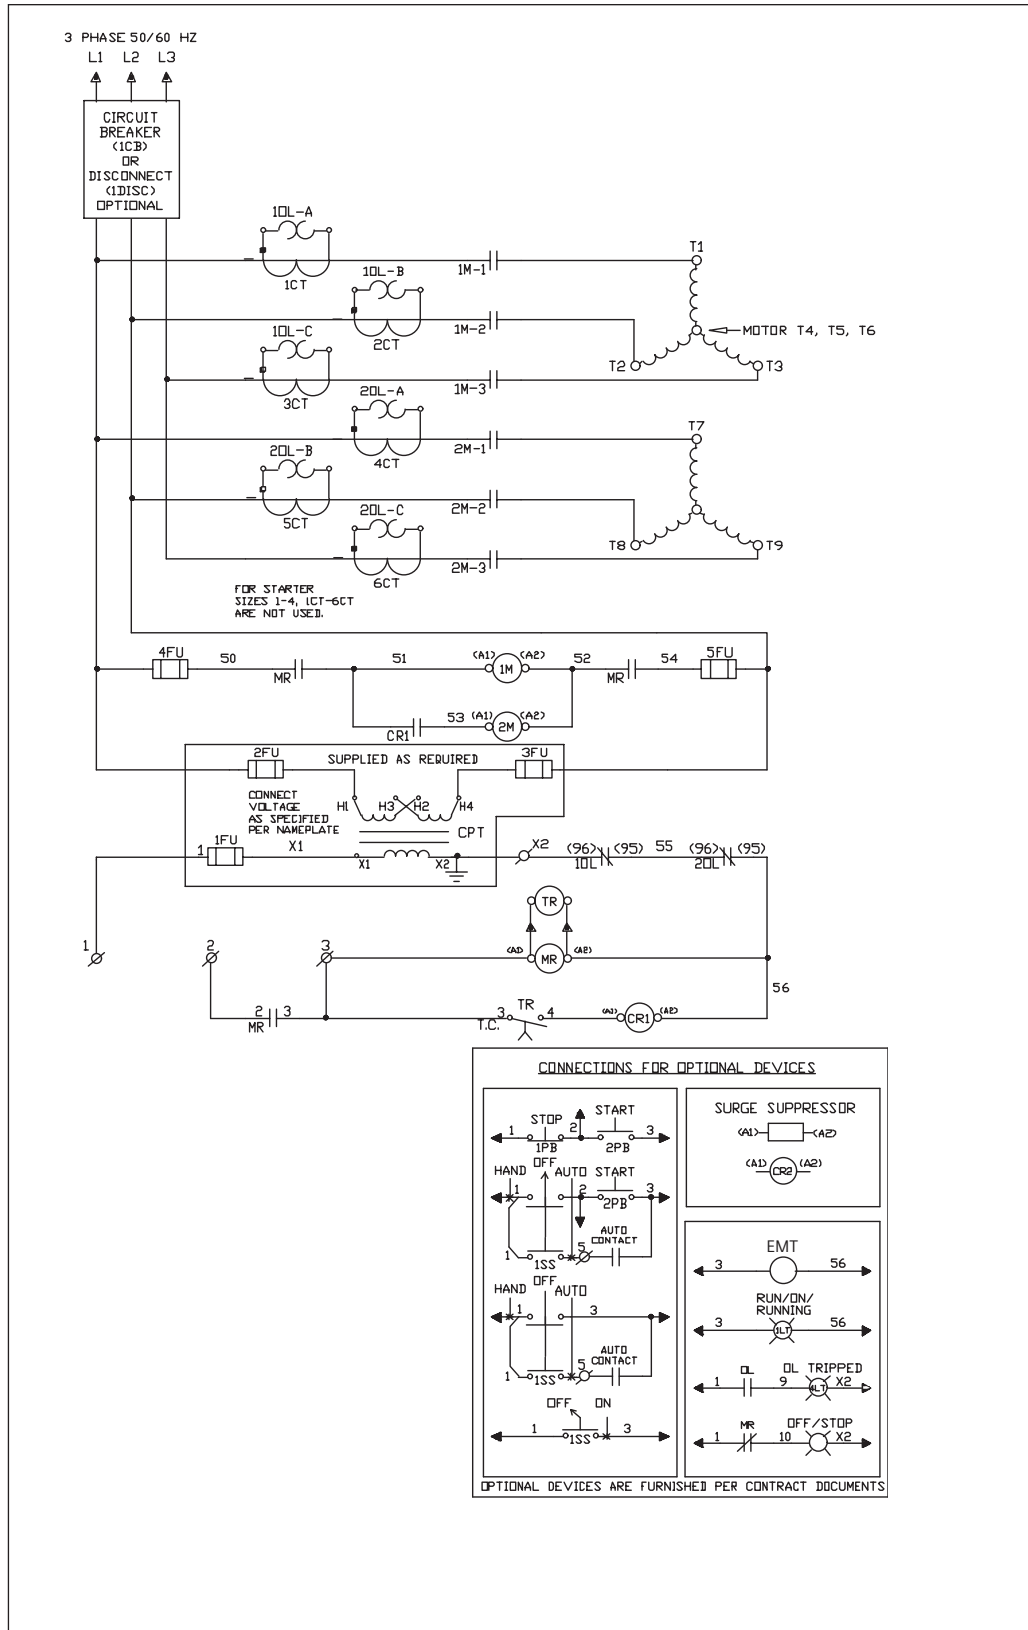 3 PHASE 50/60 HZ
L1 L2 L3
CIRCUIT
BREAKER
(1CB)
OR
DISCONNECT
(1DISC)
OPTIONAL
1OL-A
1CT
1M-1
T1
1OL-B
2CT
1M-2
MOTOR T4, T5, T6
1OL-C
3CT
1M-3
T2
T3
2OL-A
4CT
2M-1
T7
2OL-B
5CT
2M-2
2OL-C
6CT
2M-3
T8
T9
FOR STARTER
SIZES 1-4, 1CT-6CT
ARE NOT USED.
4FU 50 MR 51 (A1) 1M (A2) 52 MR 54 5FU
CR1 53 (A1) 2M (A2)
2FU SUPPLIED AS REQUIRED 3FU
CONNECT
VOLTAGE
AS SPECIFIED
PER NAMEPLATE
H1 H3 H2 H4
CPT
1 1FU X1 X1 X2 X2 (96) 1OL (95) 55 (96) 2OL (95)
TR
1 2 3 (A1) MR (A2)
56
2 MR 3 T.C. 3 TR 4 (A1) CR1 (A2)
CONNECTIONS FOR OPTIONAL DEVICES
STOP START
1 1PB 2 2PB 3
HAND OFF AUTO START
1 2 2PB 3
AUTO
CONTACT
1 1SS 5
HAND OFF AUTO
1 3
AUTO
CONTACT
1 1SS 5
OFF ON
1 1SS 3
SURGE SUPPRESSOR
(A1) (A2)
(A1) CR2 (A2)
EMT
3 56
RUN/ON/
RUNNING
3 1LT 56
OL OL TRIPPED
1 9 4LT X2
MR OFF/STOP
1 10 X2
OPTIONAL DEVICES ARE FURNISHED PER CONTRACT DOCUMENTS